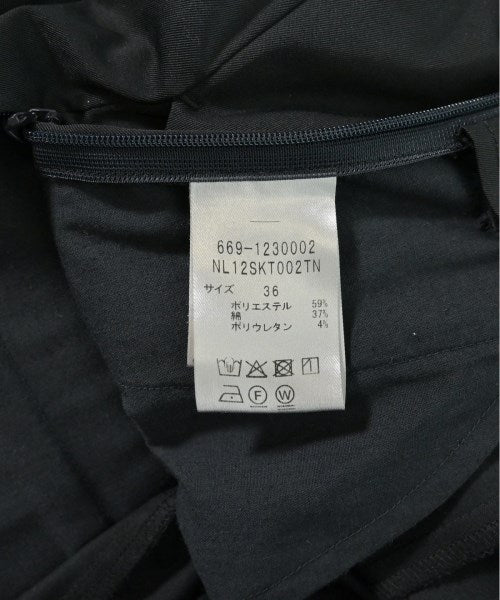 669-1230002
NL12SKT002TN
サイズ 36
ポリエステル 59%
綿 37%
ポリウレタン 4%
F W